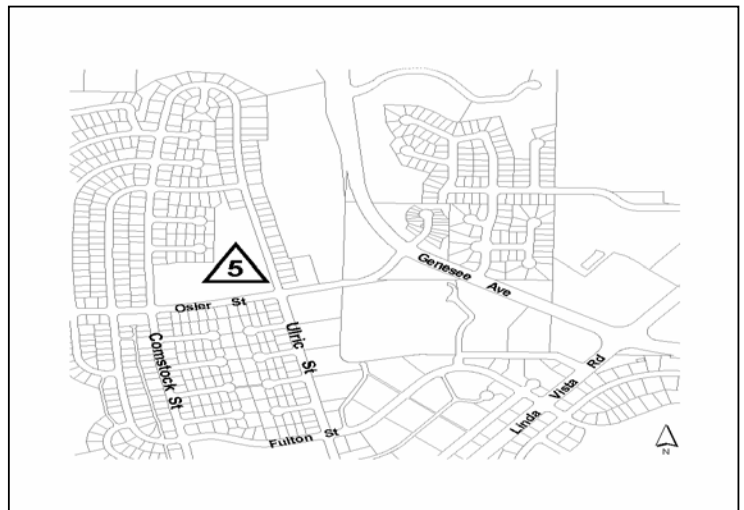 5
Genesee Ave
Osler St
Ulric St
Comstock St
Linda Vista Rd
Fulton St
N